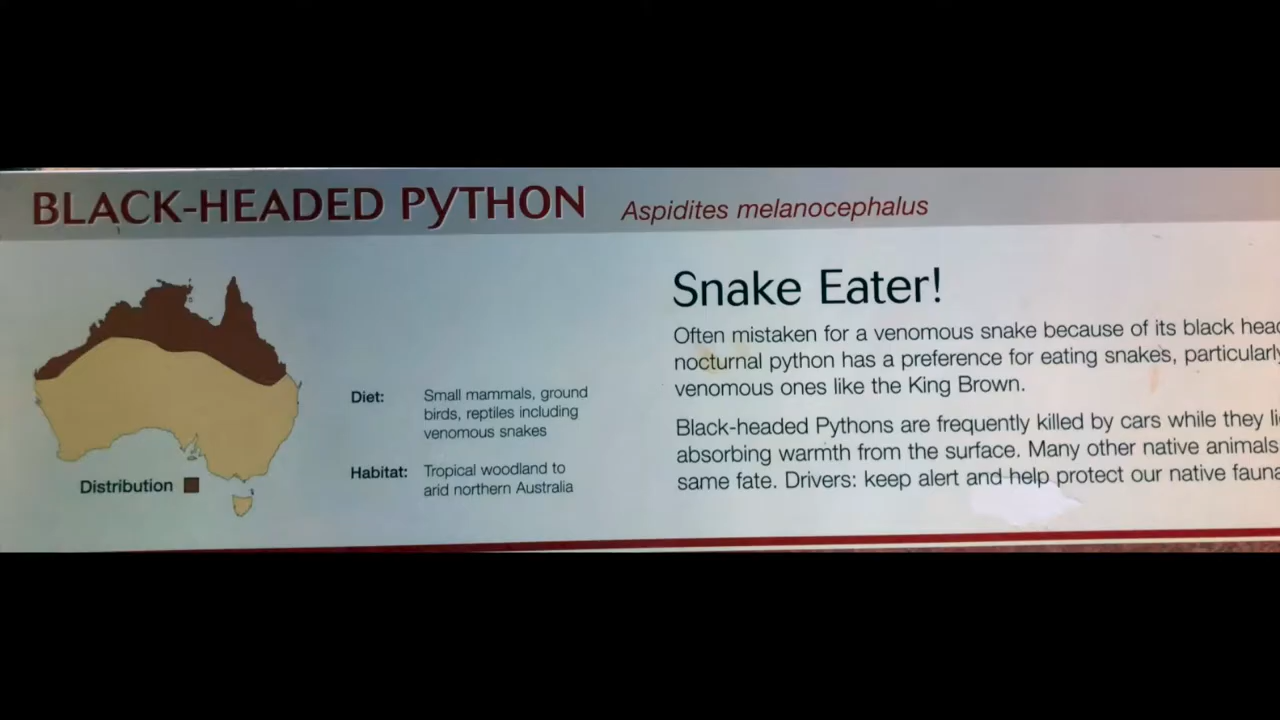 BLACK-HEADED PYTHON Aspidites melanocephalus
Snake Eater!
Often mistaken for a venomous snake because of its black
nocturnal python has a preference for eating snakes, particularly
venomous ones like the King Brown.
Black-headed Pythons are frequently killed by cars while they
absorbing warmth from the surface. Many other native animals
same fate. Drivers: keep alert and help protect our native
Diet: Small mammals, ground
birds, reptiles including
venomous snakes
Habitat: Tropical woodland to
arid northern Australia
Distribution